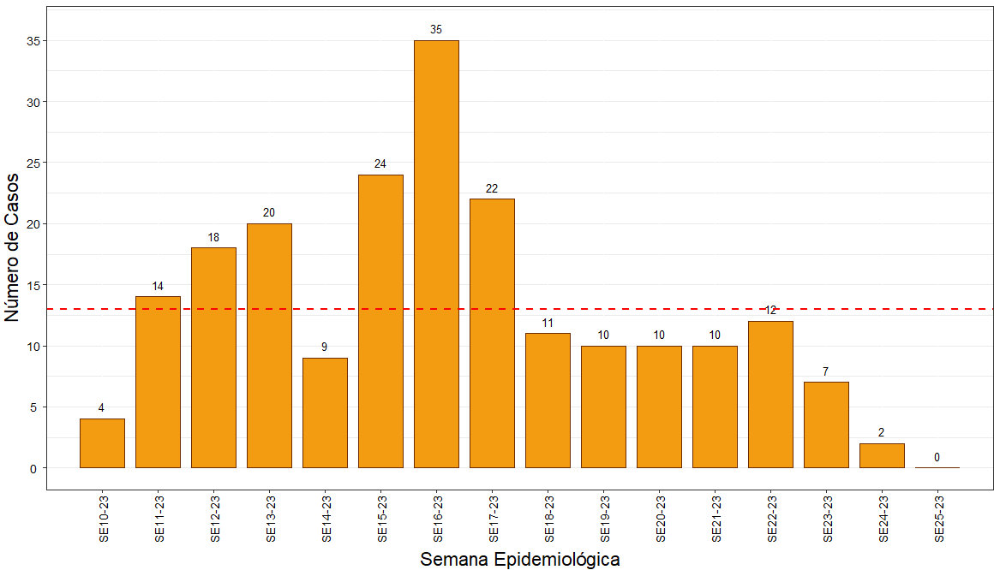 Número de Casos
35
30
25
20
15
10
5
0
4
14
18
20
9
24
35
22
11
10
10
10
12
7
2
0
SE10-23
SE11-23
SE12-23
SE13-23
SE14-23
SE15-23
SE16-23
SE17-23
SE18-23
SE19-23
SE20-23
SE21-23
SE22-23
SE23-23
SE24-23
SE25-23
Semana Epidemiológica